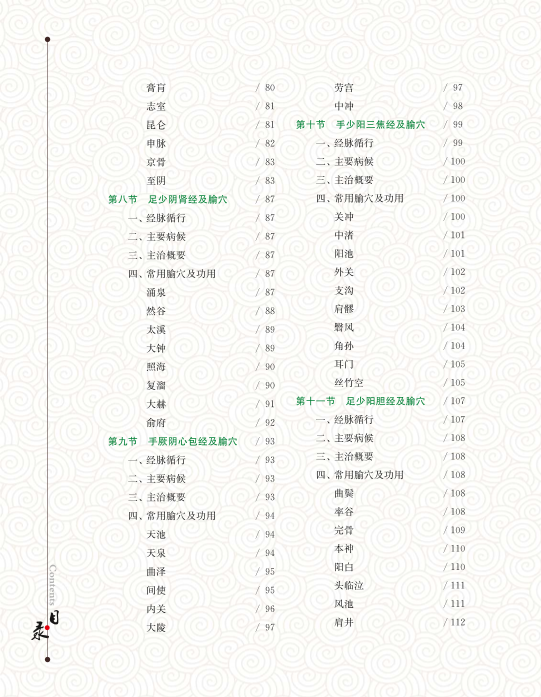 膏肓 / 80
志室 / 81
昆仑 / 81
申脉 / 82
京骨 / 83
至阴 / 83
第八节 足少阴肾经及腧穴 / 87
一、经脉循行 / 87
二、主要病候 / 87
三、主治概要 / 87
四、常用腧穴及功用 / 87
涌泉 / 87
然谷 / 88
太溪 / 89
大钟 / 89
照海 / 90
复溜 / 90
大赫 / 91
俞府 / 92
第九节 手厥阴心包经及腧穴 / 93
一、经脉循行 / 93
二、主要病候 / 93
三、主治概要 / 93
四、常用腧穴及功用 / 94
天池 / 94
天泉 / 94
曲泽 / 95
间使 / 95
内关 / 96
大陵 / 97
劳宫 / 97
中冲 / 98
第十节 手少阳三焦经及腧穴 / 99
一、经脉循行 / 99
二、主要病候 / 100
三、主治概要 / 100
四、常用腧穴及功用 / 100
关冲 / 100
中渚 / 101
阳池 / 101
外关 / 102
支沟 / 102
肩髎 / 103
翳风 / 104
角孙 / 104
耳门 / 105
丝竹空 / 105
第十一节 足少阳胆经及腧穴 / 107
一、经脉循行 / 107
二、主要病候 / 108
三、主治概要 / 108
四、常用腧穴及功用 / 108
曲鬓 / 108
率谷 / 108
完骨 / 109
本神 / 110
阳白 / 110
头临泣 / 111
风池 / 111
肩井 / 112
Contents
目录